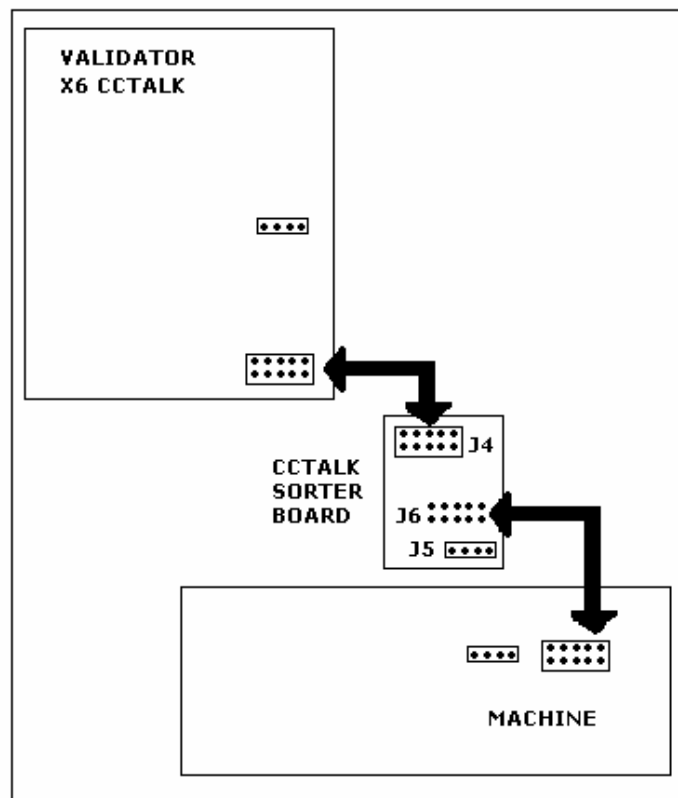 VALIDATOR
X6 CCTALK
J4
CCTALK
SORTER
BOARD
J6
J5
MACHINE